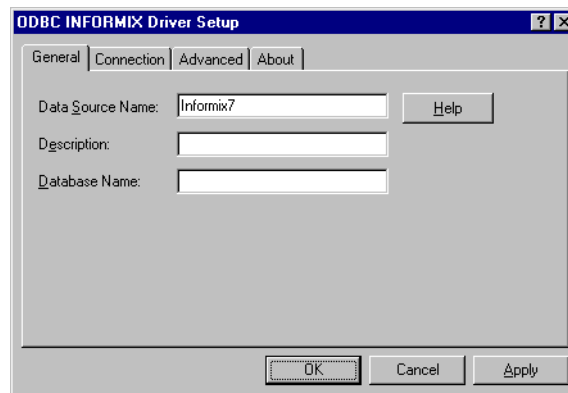 ODBC INFORMIX Driver Setup
General Connection Advanced About
Data Source Name: Informix7 Help
Description:
Database Name:
OK Cancel Apply